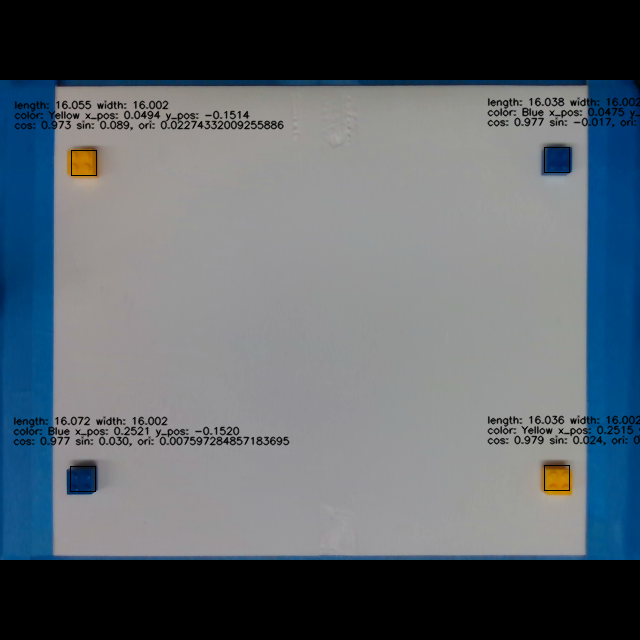 length: 16.055 width: 16.002
color: Yellow x_pos: 0.0494 y_pos: -0.1514
cos: 0.973 sin: 0.089, ori: 0.02274332009255886
length: 16.038 width: 16.002
color: Blue x_pos: 0.0475 y_
cos: 0.977 sin: -0.017, ori:
length: 16.072 width: 16.002
color: Blue x_pos: 0.2521 y_pos: -0.1520
cos: 0.977 sin: 0.030, ori: 0.007597284857183695
length: 16.036 width: 16.002
color: Yellow x_pos: 0.2515
cos: 0.979 sin: 0.024, ori: 0